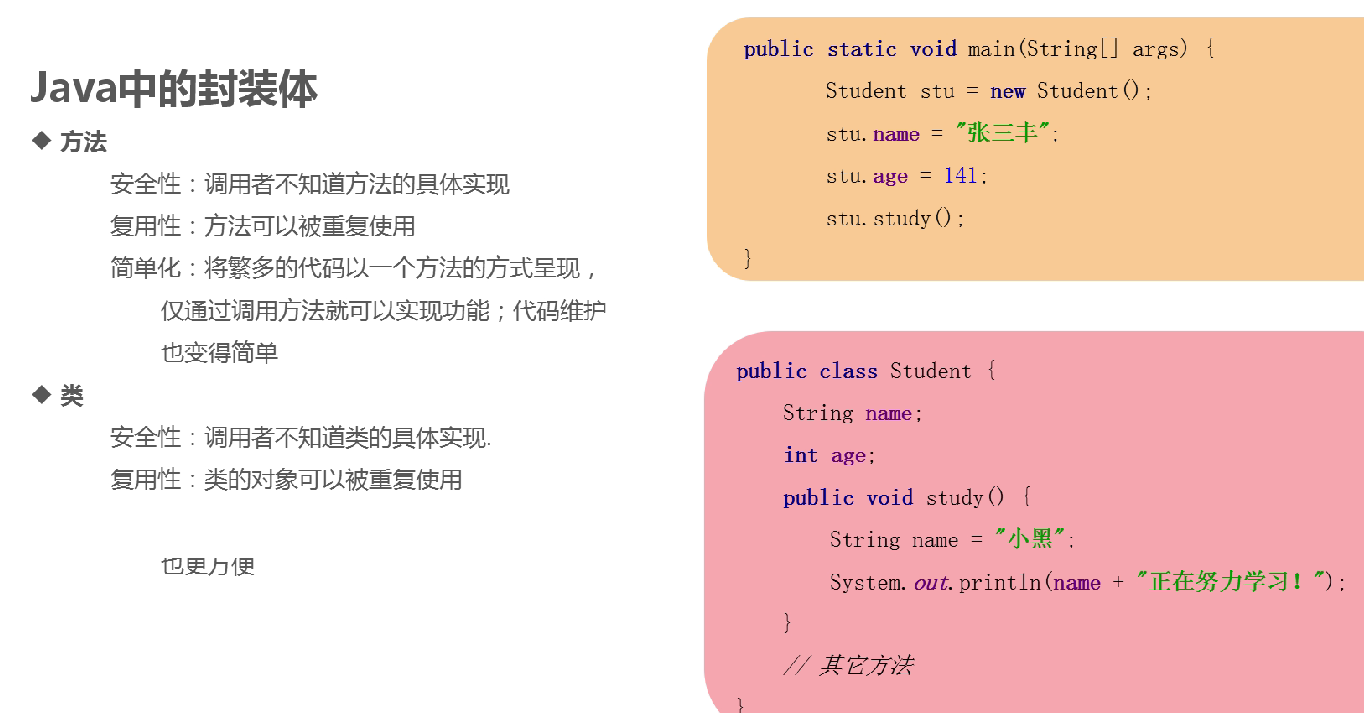 Java中的封装体
◆ 方法
安全性：调用者不知道方法的具体实现
复用性：方法可以被重复使用
简单化：将繁多的代码以一个方法的方式呈现，
仅通过调用方法就可以实现功能；代码维护
也变得简单
◆ 类
安全性：调用者不知道类的具体实现.
复用性：类的对象可以被重复使用
也更方便
public static void main(String[] args) {
Student stu = new Student();
stu.name = "张三丰";
stu.age = 141;
stu.study();
}
public class Student {
String name;
int age;
public void study() {
String name = "小黑";
System.out.println(name + "正在努力学习！");
}
// 其它方法
}